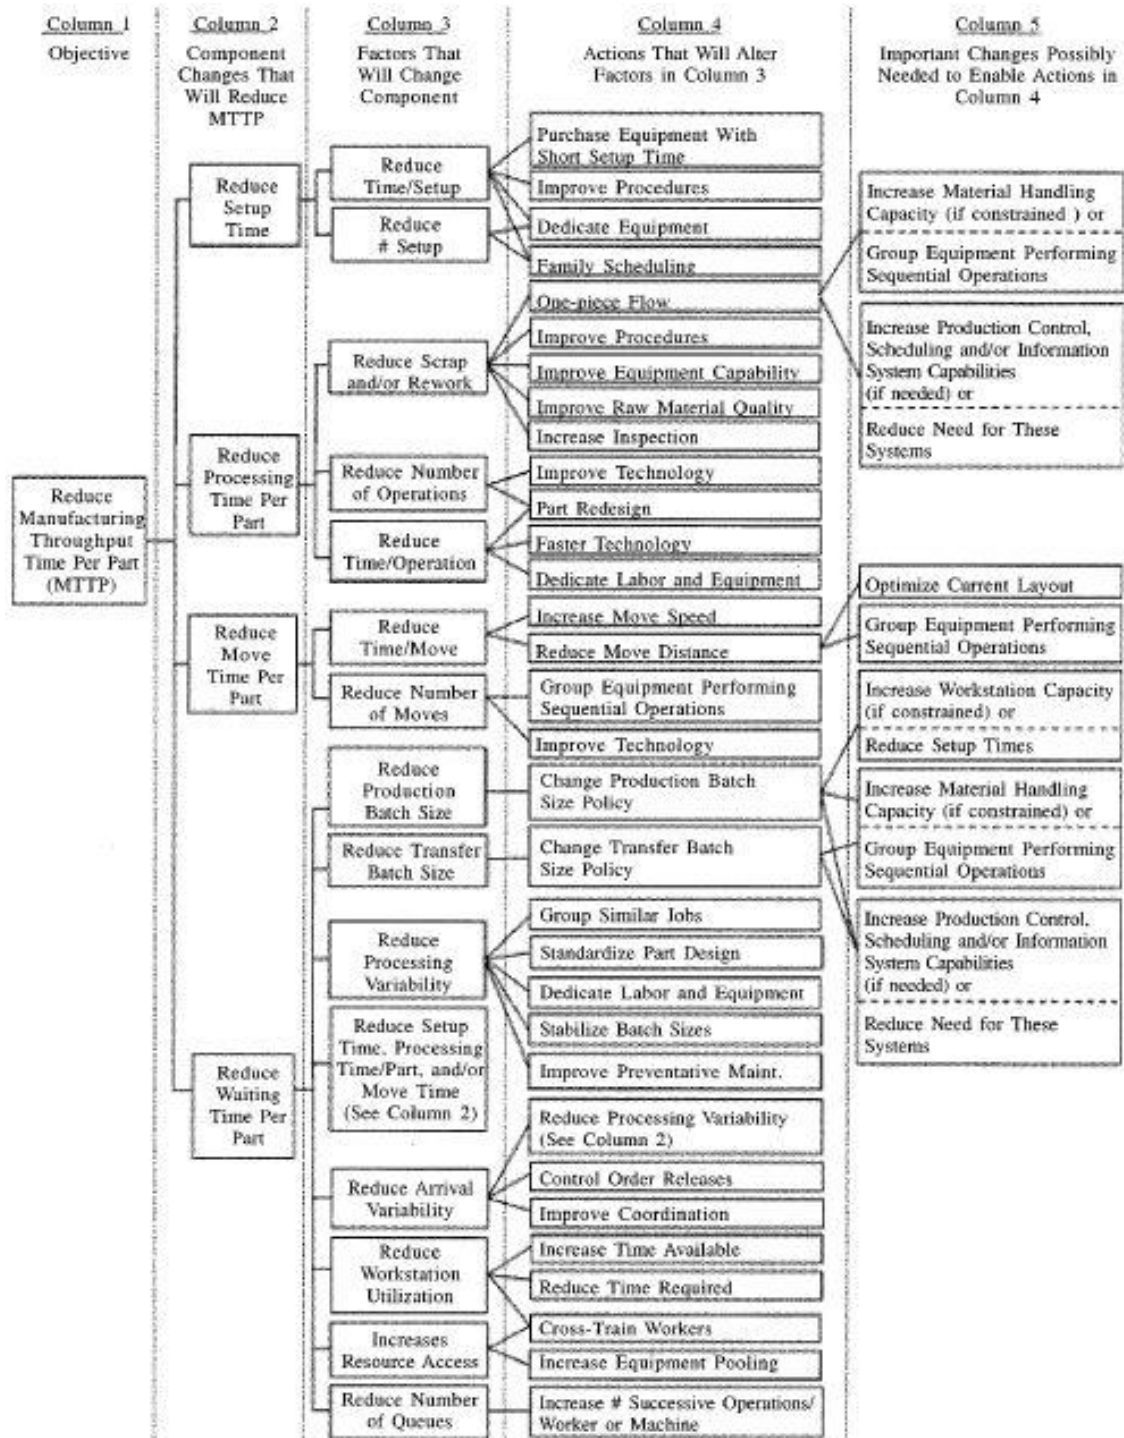 Column 1
Objective
Column 2
Component
Changes That
Will Reduce
MTTP
Column 3
Factors That
Will Change
Component
Column 4
Actions That Will Alter
Factors in Column 3
Column 5
Important Changes Possibly
Needed to Enable Actions in
Column 4
Reduce
Manufacturing
Throughput
Time Per Part
(MTTP)
Reduce
Setup
Time
Reduce
Processing
Time Per
Part
Reduce
Move
Time Per
Part
Reduce
Waiting
Time Per
Part
Reduce
Time/Setup
Reduce
# Setup
Reduce Scrap
and/or Rework
Reduce Number
of Operations
Reduce
Time/Operation
Reduce
Time/Move
Reduce Number
of Moves
Reduce
Production
Batch Size
Reduce Transfer
Batch Size
Reduce
Processing
Variability
Reduce Setup
Time, Processing
Time/Part, and/or
Move Time
(See Column 2)
Reduce Arrival
Variability
Reduce
Workstation
Utilization
Increases
Resource Access
Reduce Number
of Queues
Purchase Equipment With
Short Setup Time
Improve Procedures
Dedicate Equipment
Family Scheduling
One-piece Flow
Improve Procedures
Improve Equipment Capability
Improve Raw Material Quality
Increase Inspection
Improve Technology
Part Redesign
Faster Technology
Dedicate Labor and Equipment
Increase Move Speed
Reduce Move Distance
Group Equipment Performing
Sequential Operations
Improve Technology
Change Production Batch
Size Policy
Change Transfer Batch
Size Policy
Group Similar Jobs
Standardize Part Design
Dedicate Labor and Equipment
Stabilize Batch Sizes
Improve Preventative Maint.
Reduce Processing Variability
(See Column 2)
Control Order Releases
Improve Coordination
Increase Time Available
Reduce Time Required
Cross-Train Workers
Increase Equipment Pooling
Increase # Successive Operations/
Worker or Machine
Increase Material Handling
Capacity (if constrained ) or
Group Equipment Performing
Sequential Operations
Increase Production Control,
Scheduling and/or Information
System Capabilities
(if needed) or
Reduce Need for These
Systems
Optimize Current Layout
Group Equipment Performing
Sequential Operations
Increase Workstation Capacity
(if constrained) or
Reduce Setup Times
Increase Material Handling
Capacity (if constrained) or
Group Equipment Performing
Sequential Operations
Increase Production Control,
Scheduling and/or Information
System Capabilities
(if needed) or
Reduce Need for These
Systems